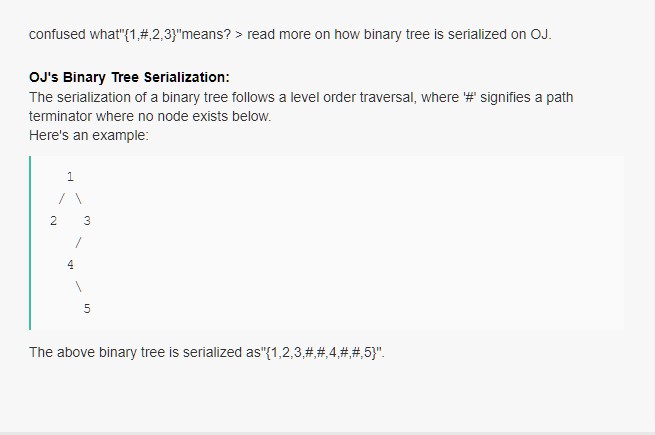 confused what"{1,#,2,3}"means? > read more on how binary tree is serialized on OJ.
OJ's Binary Tree Serialization:
The serialization of a binary tree follows a level order traversal, where '#' signifies a path
terminator where no node exists below.
Here's an example:
1
/ \
2 3
/
4
\
5
The above binary tree is serialized as"{1,2,3,#,#,4,#,#,5}".